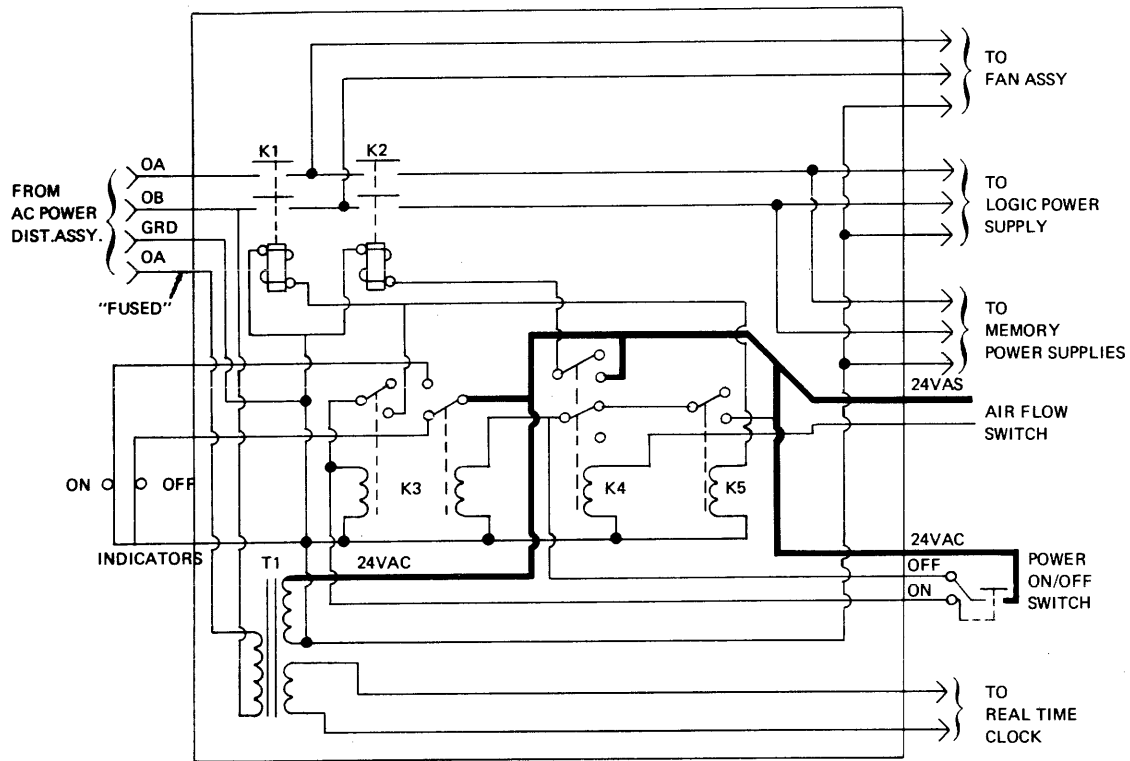 TO
FAN ASSY
K1
K2
OA
OB
GRD
OA
FROM
AC POWER
DIST.ASSY.
"FUSED"
TO
LOGIC POWER
SUPPLY
TO
MEMORY
POWER SUPPLIES
24VAS
AIR FLOW
SWITCH
ON
OFF
K3
K4
K5
INDICATORS
T1
24VAC
24VAC
OFF
ON
POWER
ON/OFF
SWITCH
TO
REAL TIME
CLOCK